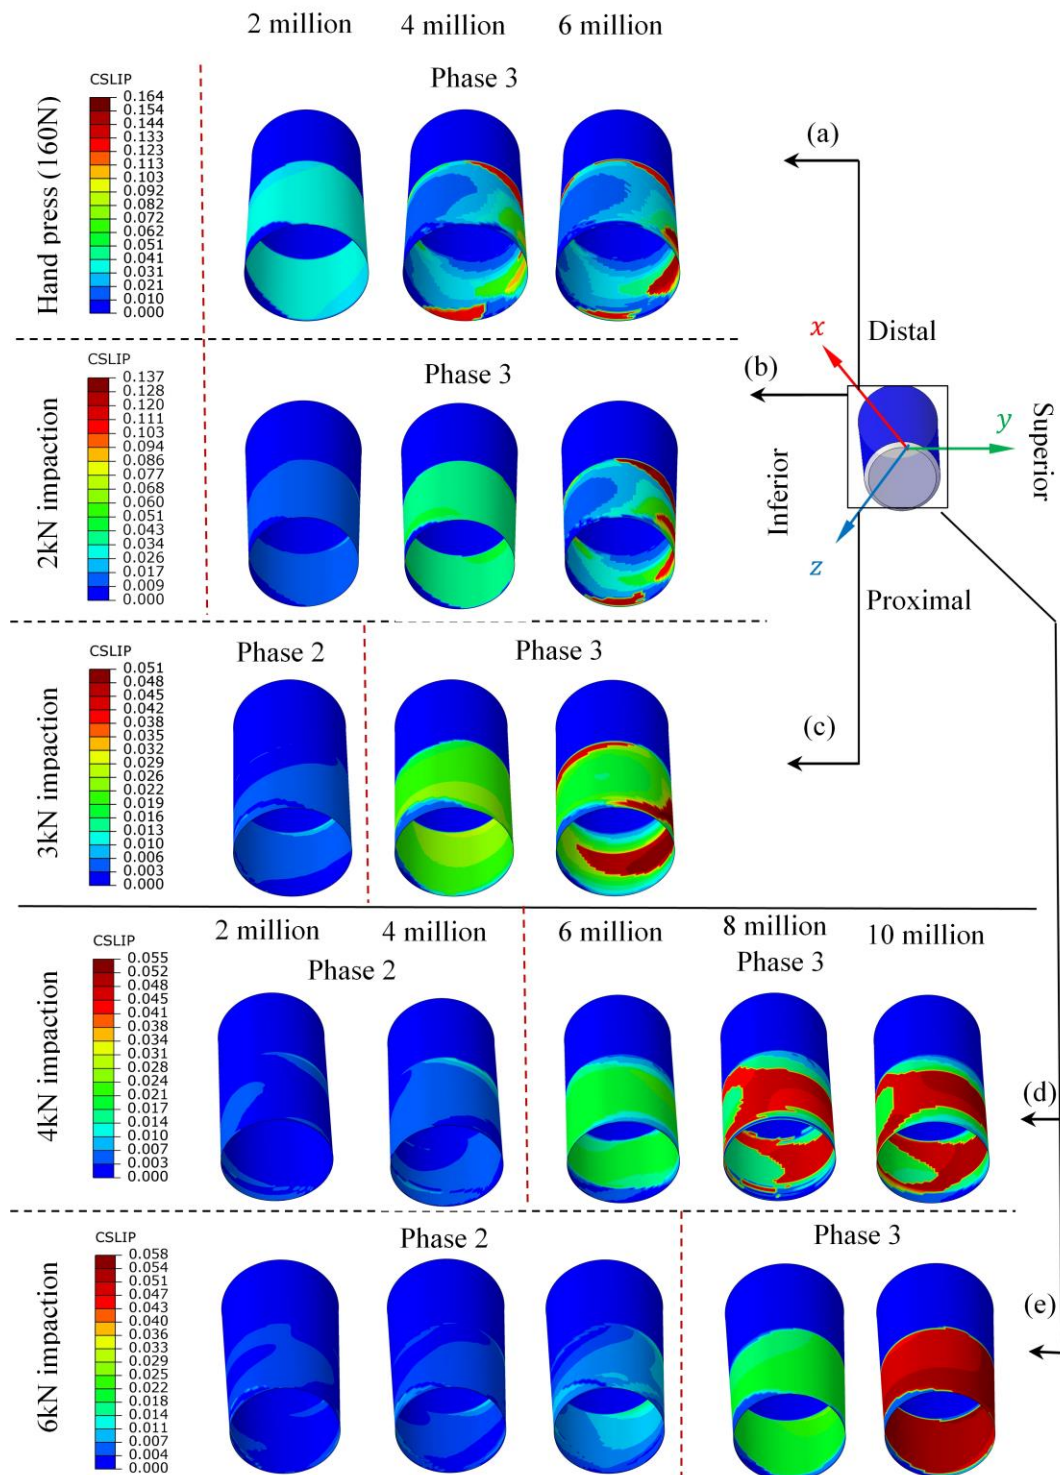 2 million 4 million 6 million
Hand press (160N)
CSLIP
0.164
0.154
0.144
0.133
0.123
0.113
0.103
0.092
0.082
0.072
0.062
0.051
0.041
0.031
0.021
0.010
0.000
Phase 3
(a)
2kN impaction
CSLIP
0.137
0.128
0.120
0.111
0.103
0.094
0.086
0.077
0.068
0.060
0.051
0.043
0.034
0.026
0.017
0.009
0.000
Phase 3
(b)
Distal
x
y
z
Inferior
Superior
Proximal
3kN impaction
CSLIP
0.051
0.048
0.045
0.042
0.038
0.035
0.032
0.029
0.026
0.022
0.019
0.016
0.013
0.010
0.006
0.003
0.000
Phase 2 Phase 3
(c)
2 million 4 million 6 million 8 million 10 million
4kN impaction
CSLIP
0.055
0.052
0.048
0.045
0.041
0.038
0.034
0.031
0.028
0.024
0.021
0.017
0.014
0.010
0.007
0.003
0.000
Phase 2 Phase 3
(d)
6kN impaction
CSLIP
0.058
0.054
0.051
0.047
0.043
0.040
0.036
0.033
0.029
0.025
0.022
0.018
0.014
0.011
0.007
0.004
0.000
Phase 2 Phase 3
(e)